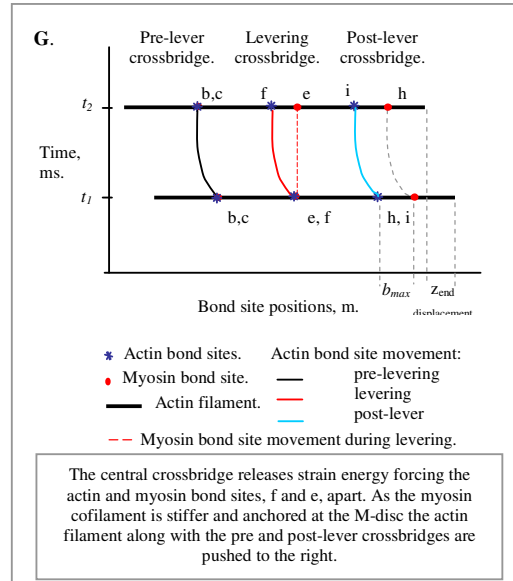 G.
Pre-lever crossbridge.
Levering crossbridge.
Post-lever crossbridge.
b,c f e i h
t2
Time, ms.
t1
b,c e, f h, i
bmax zend
displacement
Bond site positions, m.
Actin bond sites. Actin bond site movement:
Myosin bond site. pre-levering
levering
Actin filament. post-lever
Myosin bond site movement during levering.
The central crossbridge releases strain energy forcing the
actin and myosin bond sites, f and e, apart. As the myosin
cofilament is stiffer and anchored at the M-disc the actin
filament along with the pre and post-lever crossbridges are
pushed to the right.